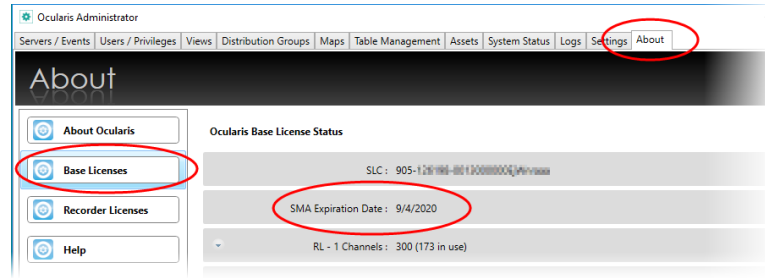 Ocularis Administrator
Servers / Events Users / Privileges Views Distribution Groups Maps Table Management Assets System Status Logs Settings About
About
About Ocularis
Base Licenses
Recorder Licenses
Help
Ocularis Base License Status
SLC : 905-
SMA Expiration Date : 9/4/2020
RL - 1 Channels : 300 (173 in use)